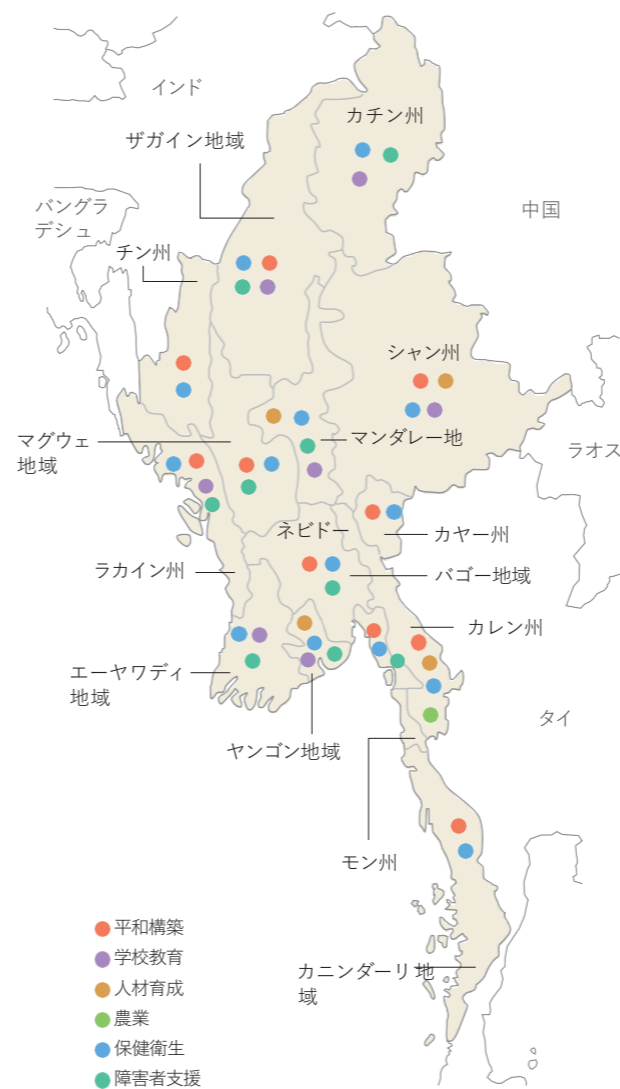 インド
カチン州
ザガイン地域
バングラ
デシュ
中国
チン州
シャン州
マグウェ
地域
マンダレー地
ラオス
ネピド
カヤー州
ラカイン州
バゴー地域
カレン州
エーヤワディ
地域
タイ
ヤンゴン地域
モン州
カニンダーリ地
域
平和構築
学校教育
人材育成
農業
保健衛生
障害者支援